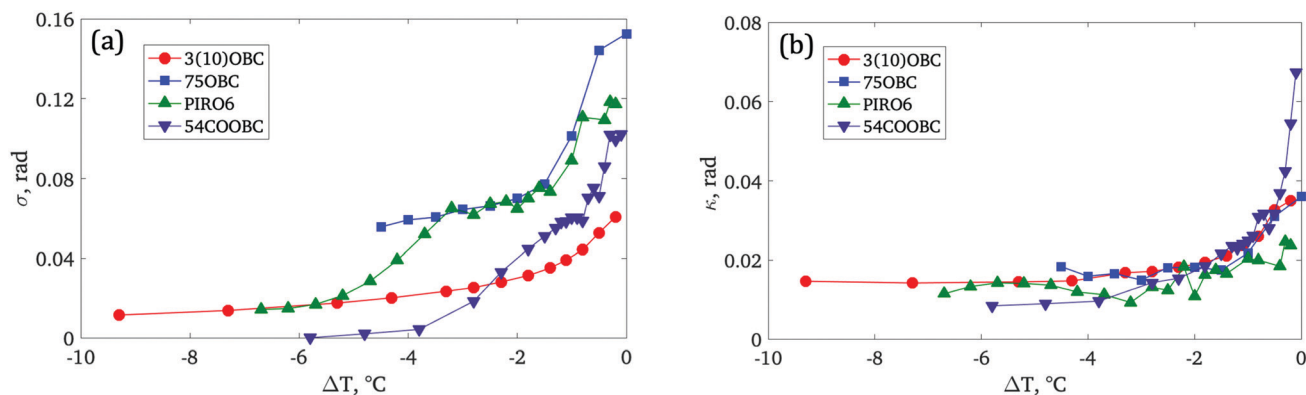 (a)
3(10)OBC
75OBC
PIRO6
54COOBC
0.16
0.12
0.08
0.04
0
σ, rad
-10 -8 -6 -4 -2 0
ΔT, °C
(b)
3(10)OBC
75OBC
PIRO6
54COOBC
0.08
0.06
0.04
0.02
0
κ, rad
-10 -8 -6 -4 -2 0
ΔT, °C